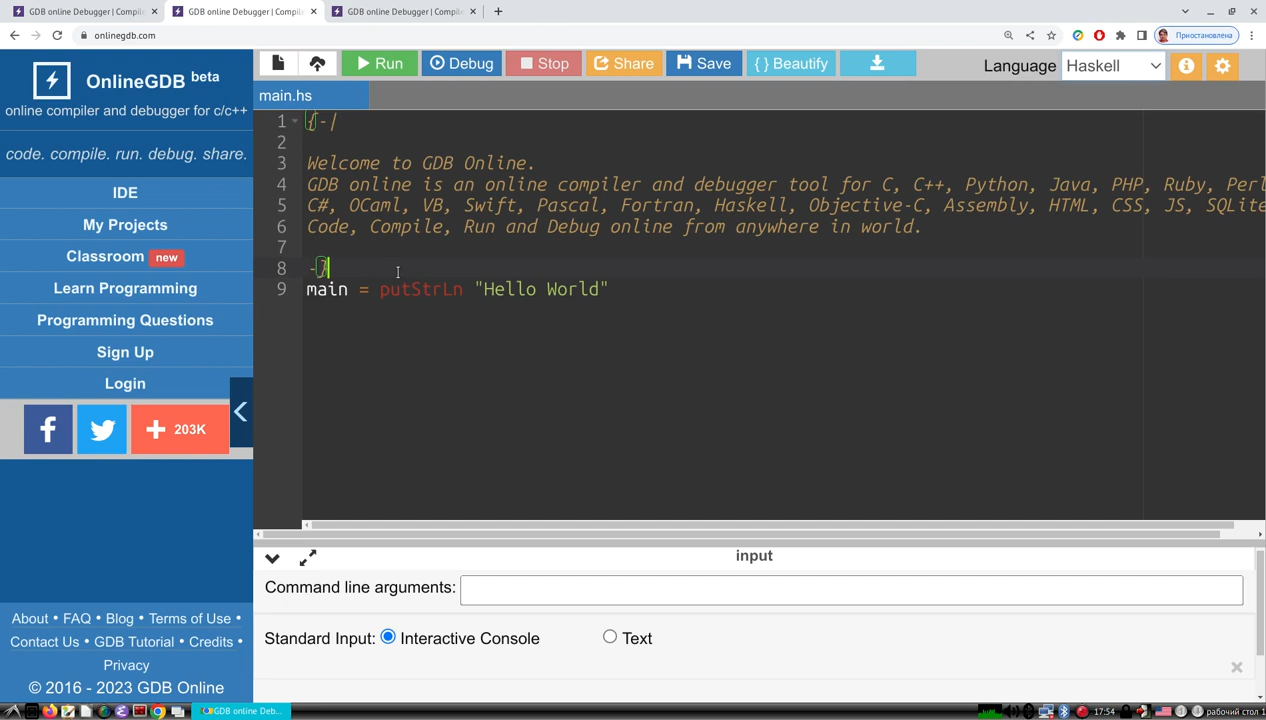 GDB online Debugger | Compile
GDB online Debugger | Compile
GDB online Debugger | Compile
onlinegdb.com
Приостановлена
OnlineGDB beta
online compiler and debugger for c/c++
code. compile. run. debug. share.
IDE
My Projects
Classroom new
Learn Programming
Programming Questions
Sign Up
Login
203K
About • FAQ • Blog • Terms of Use •
Contact Us • GDB Tutorial • Credits •
Privacy
© 2016 - 2023 GDB Online
Run
Debug
Stop
Share
Save
{ } Beautify
Language Haskell
main.hs
1 {-|
2
3 Welcome to GDB Online.
4 GDB online is an online compiler and debugger tool for C, C++, Python, Java, PHP, Ruby, Perl
5 C#, OCaml, VB, Swift, Pascal, Fortran, Haskell, Objective-C, Assembly, HTML, CSS, JS, SQLite
6 Code, Compile, Run and Debug online from anywhere in world.
7
8 -}
9 main = putStrLn "Hello World"
input
Command line arguments:
Standard Input: Interactive Console Text
GDB online Deb...
17:54
рабочий стол 1